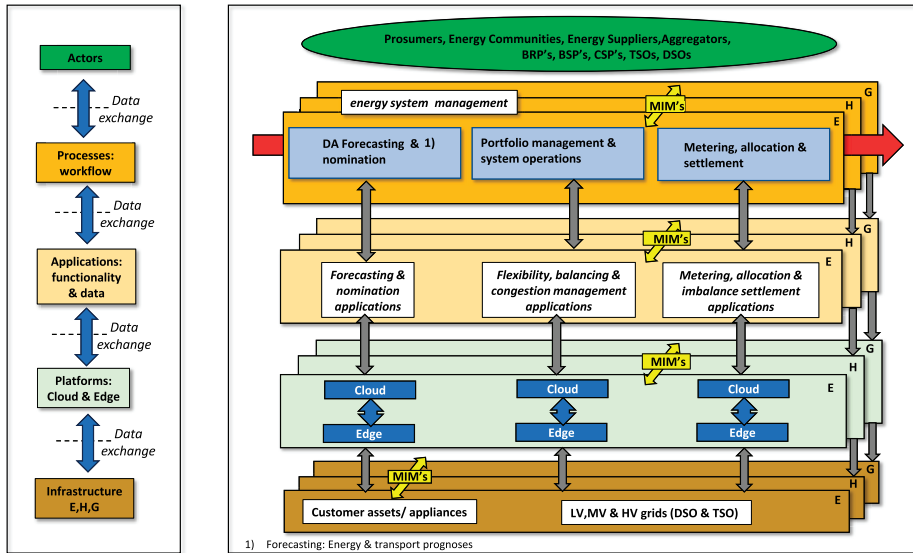 Actors
Data
exchange
Processes:
workflow
Data
exchange
Applications:
functionality
& data
Data
exchange
Platforms:
Cloud & Edge
Data
exchange
Infrastructure
E,H,G
Prosumers, Energy Communities, Energy Suppliers,Aggregators,
BRP's, BSP's, CSP's, TSOs, DSOs
energy system management
MIM's
G
H
E
DA Forecasting & 1)
nomination
Portfolio management &
system operations
Metering, allocation &
settlement
MIM's
G
H
E
Forecasting &
nomination
applications
Flexibility, balancing &
congestion management
applications
Metering, allocation &
imbalance settlement
applications
MIM's
G
H
E
Cloud
Edge
Cloud
Edge
Cloud
Edge
MIM's
G
H
E
Customer assets/ appliances
LV,MV & HV grids (DSO & TSO)
1) Forecasting: Energy & transport prognoses